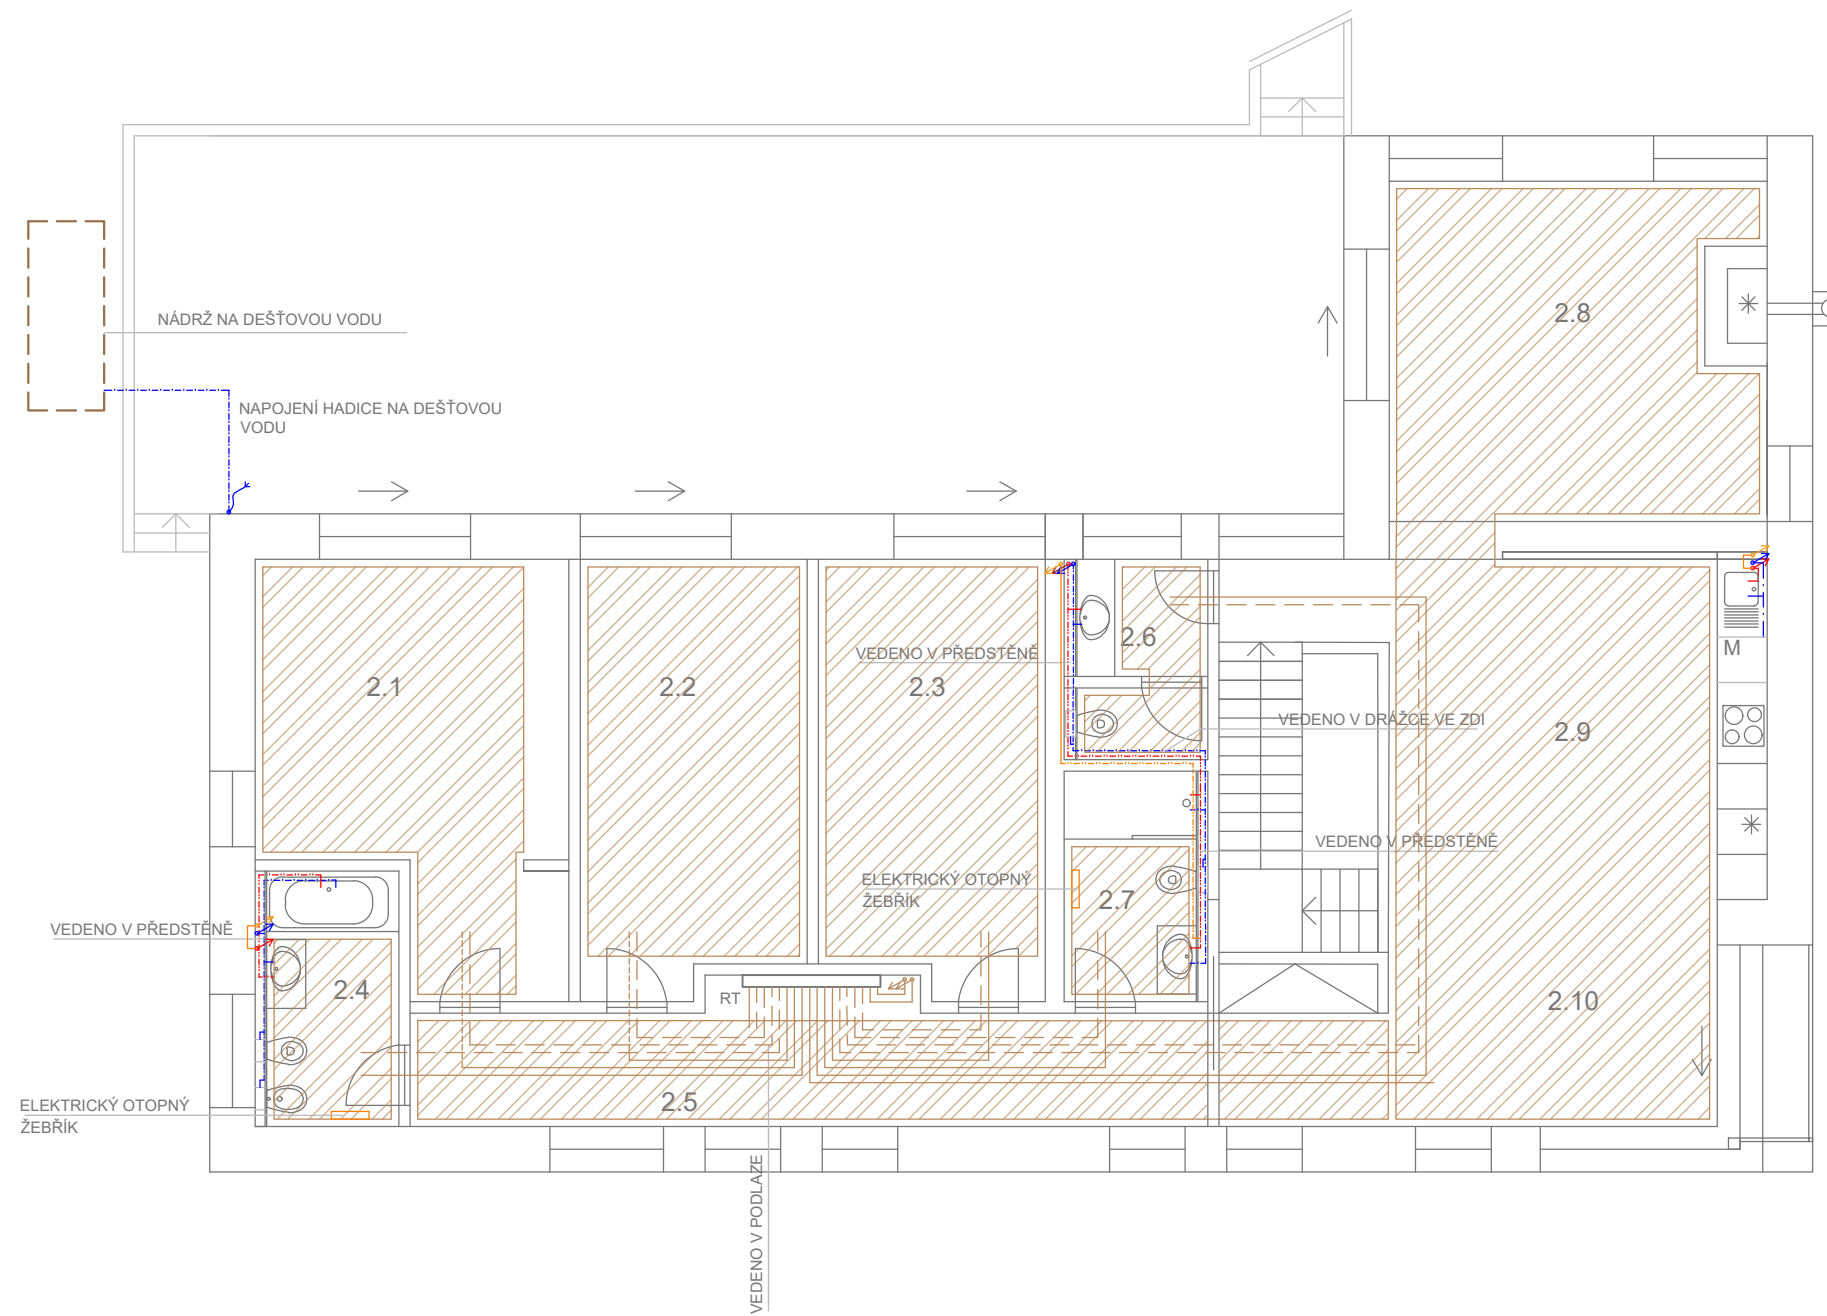 2.8
NÁDRŽ NA DEŠŤOVOU VODU
NAPOJENÍ HADICE NA DEŠŤOVOU
VODU
2.6
M
VEDENO V PŘEDSTĚNĚ
2.1
2.2
2.3
VEDENO V DRÁŽCE VE ZDI
2.9
VEDENO V PŘEDSTĚNĚ
ELEKTRICKÝ OTOPNÝ
ŽEBŘÍK
2.7
VEDENO V PŘEDSTĚNĚ
2.4
RT
2.10
2.5
ELEKTRICKÝ OTOPNÝ
ŽEBŘÍK
VEDENO V PODLAZE